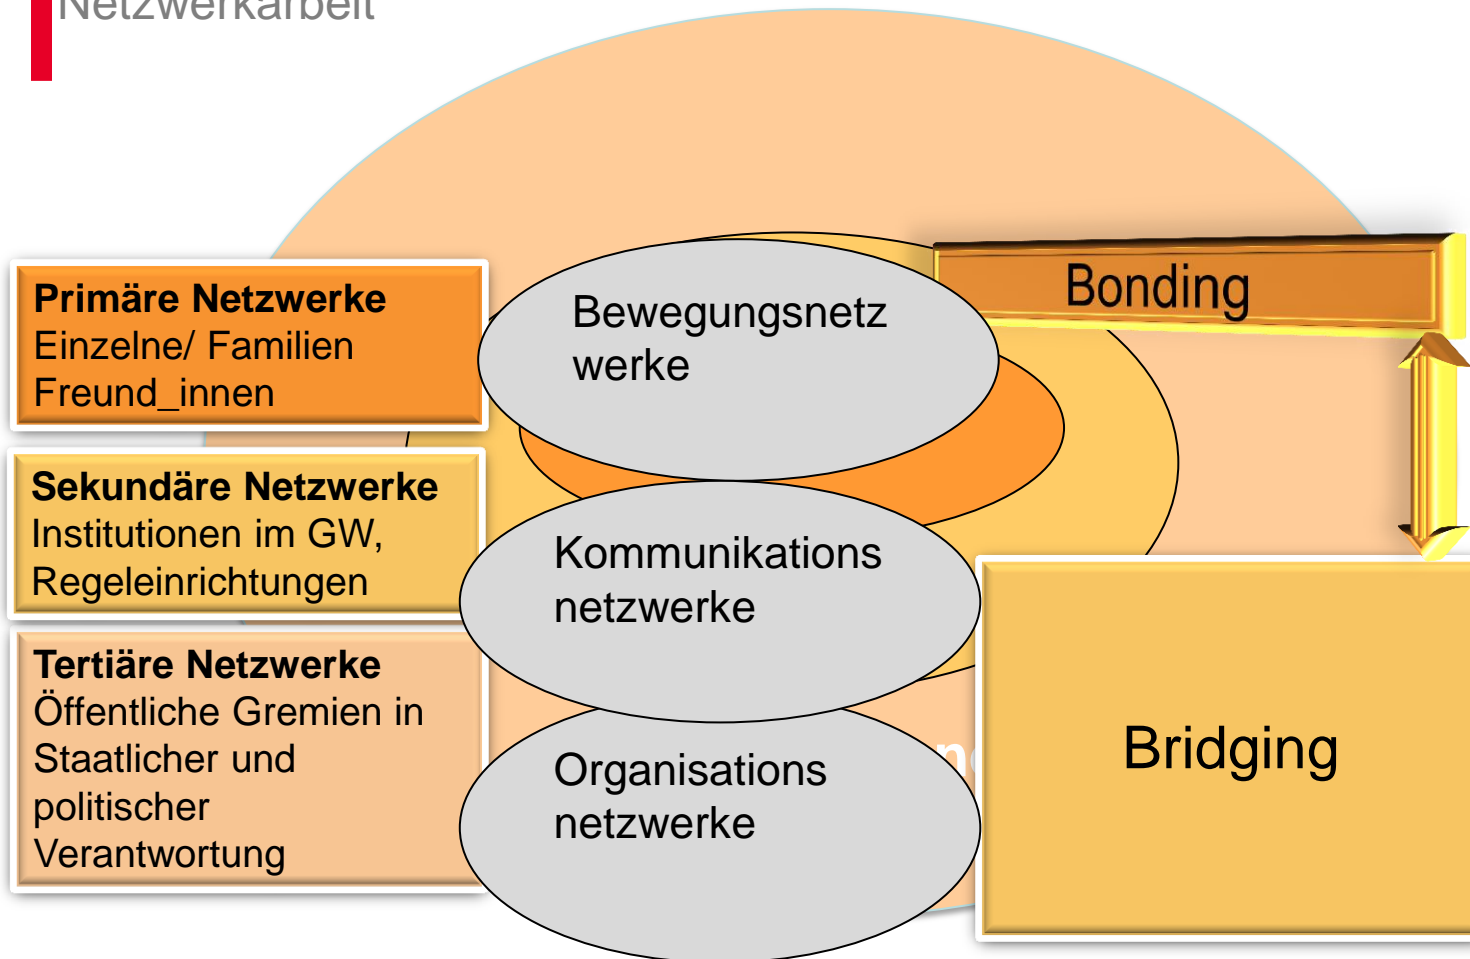 Netzwerkarbeit
Primäre Netzwerke
Einzelne/ Familien
Freund_innen
Sekundäre Netzwerke
Institutionen im GW,
Regeleinrichtungen
Tertiäre Netzwerke
Öffentliche Gremien in
Staatlicher und
politischer
Verantwortung
Bewegungsnetz
werke
Kommunikations
netzwerke
Organisations
netzwerke
Bonding
Bridging